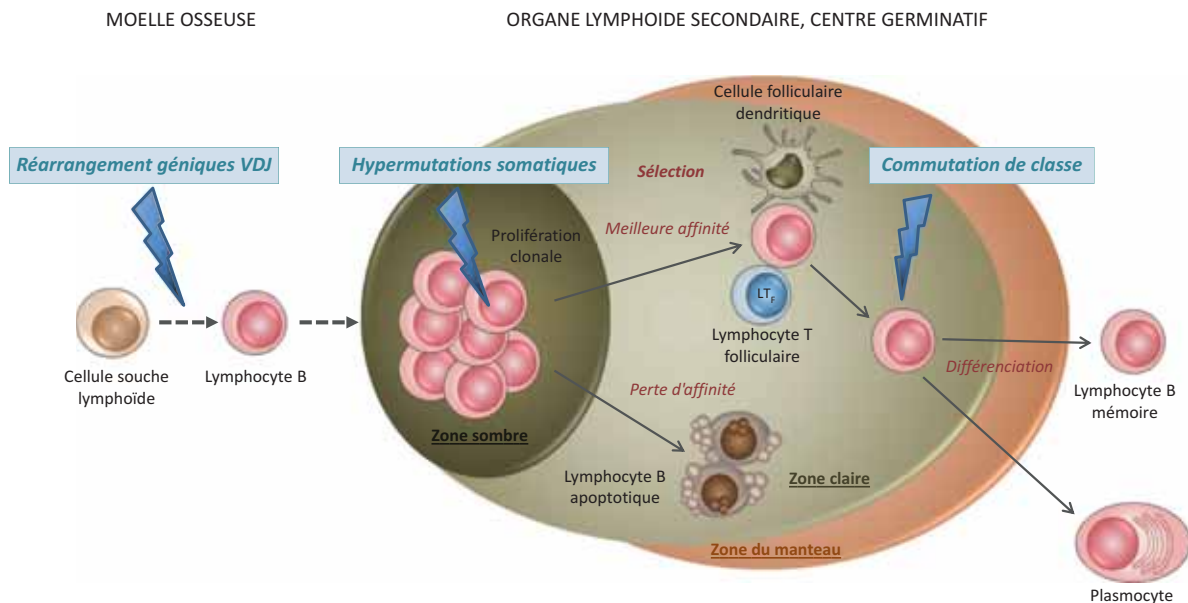 MOELLE OSSEUSE
ORGANE LYMPHOIDE SECONDAIRE, CENTRE GERMINATIF
Cellule folliculaire
dendritique
Réarrangement géniques VDJ
Hypermutations somatiques
Sélection
Commutation de classe
Meilleure affinité
Prolifération
clonale
LTF
Lymphocyte T
folliculaire
Cellule souche
lymphoïde
Lymphocyte B
Différenciation
Lymphocyte B
mémoire
Perte d'affinité
Zone sombre
Lymphocyte B
apoptotique
Zone claire
Zone du manteau
Plasmocyte